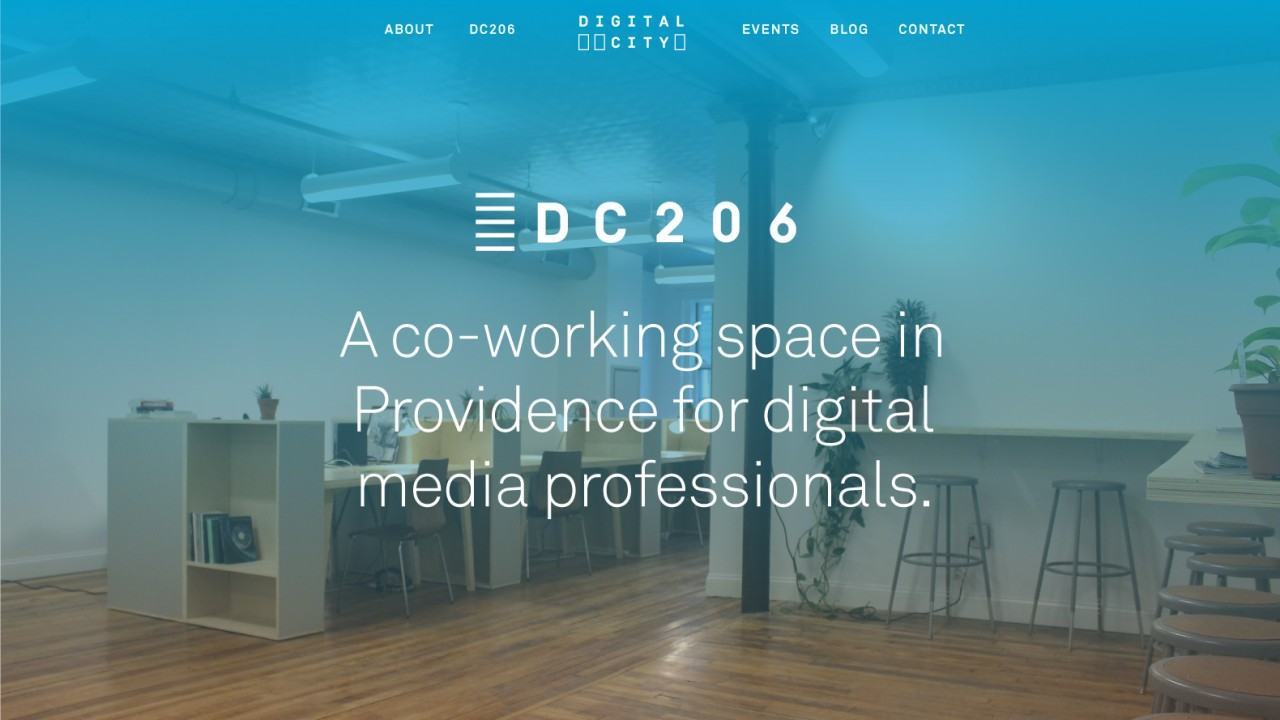 ABOUT DC206 DIGITAL CITY EVENTS BLOG CONTACT
DC206
A co-working space in
Providence for digital
media professionals.